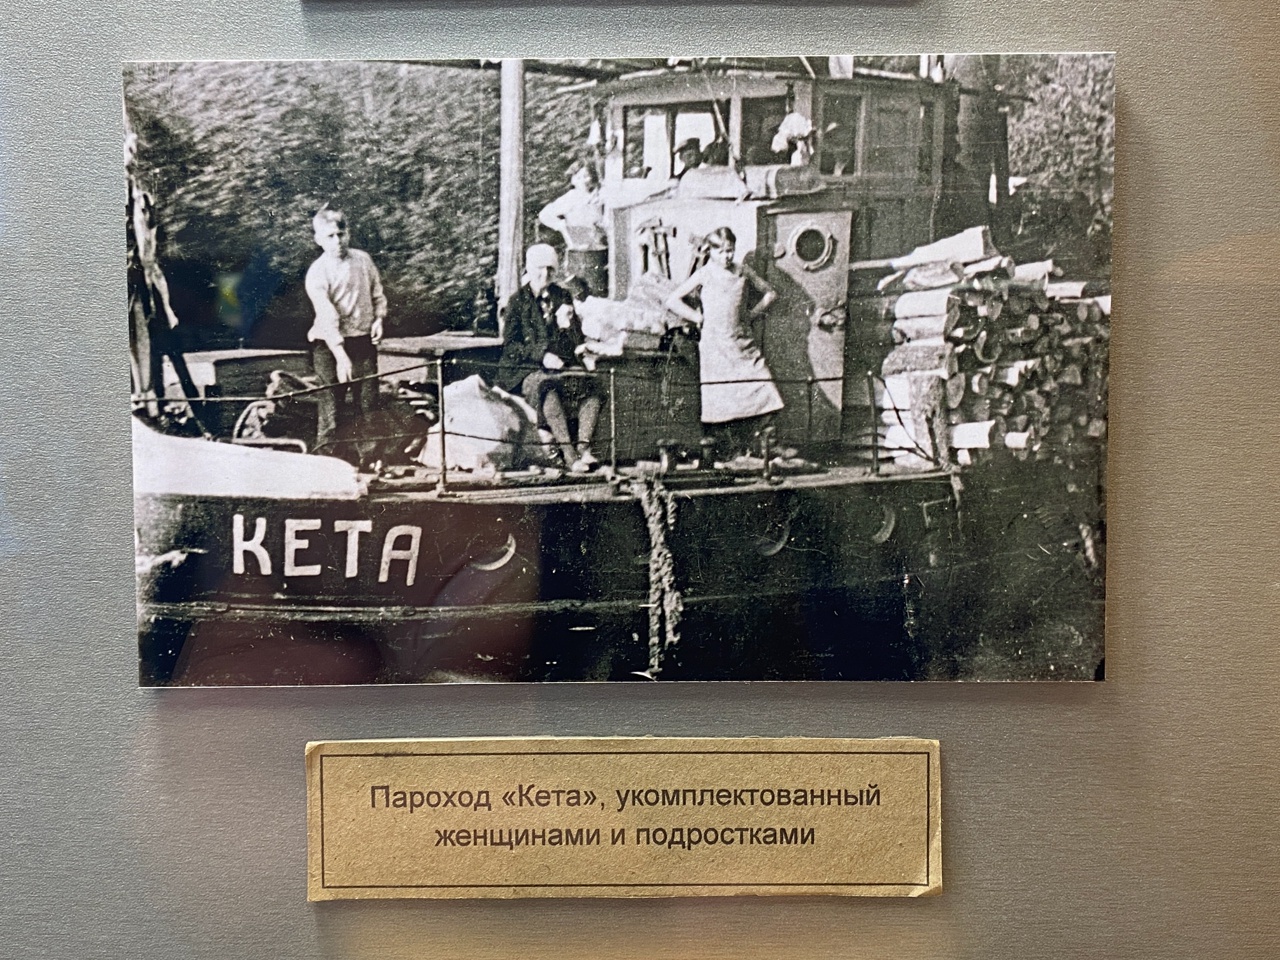 КЕТА
Пароход «Кета», укомплектованный
женщинами и подростками